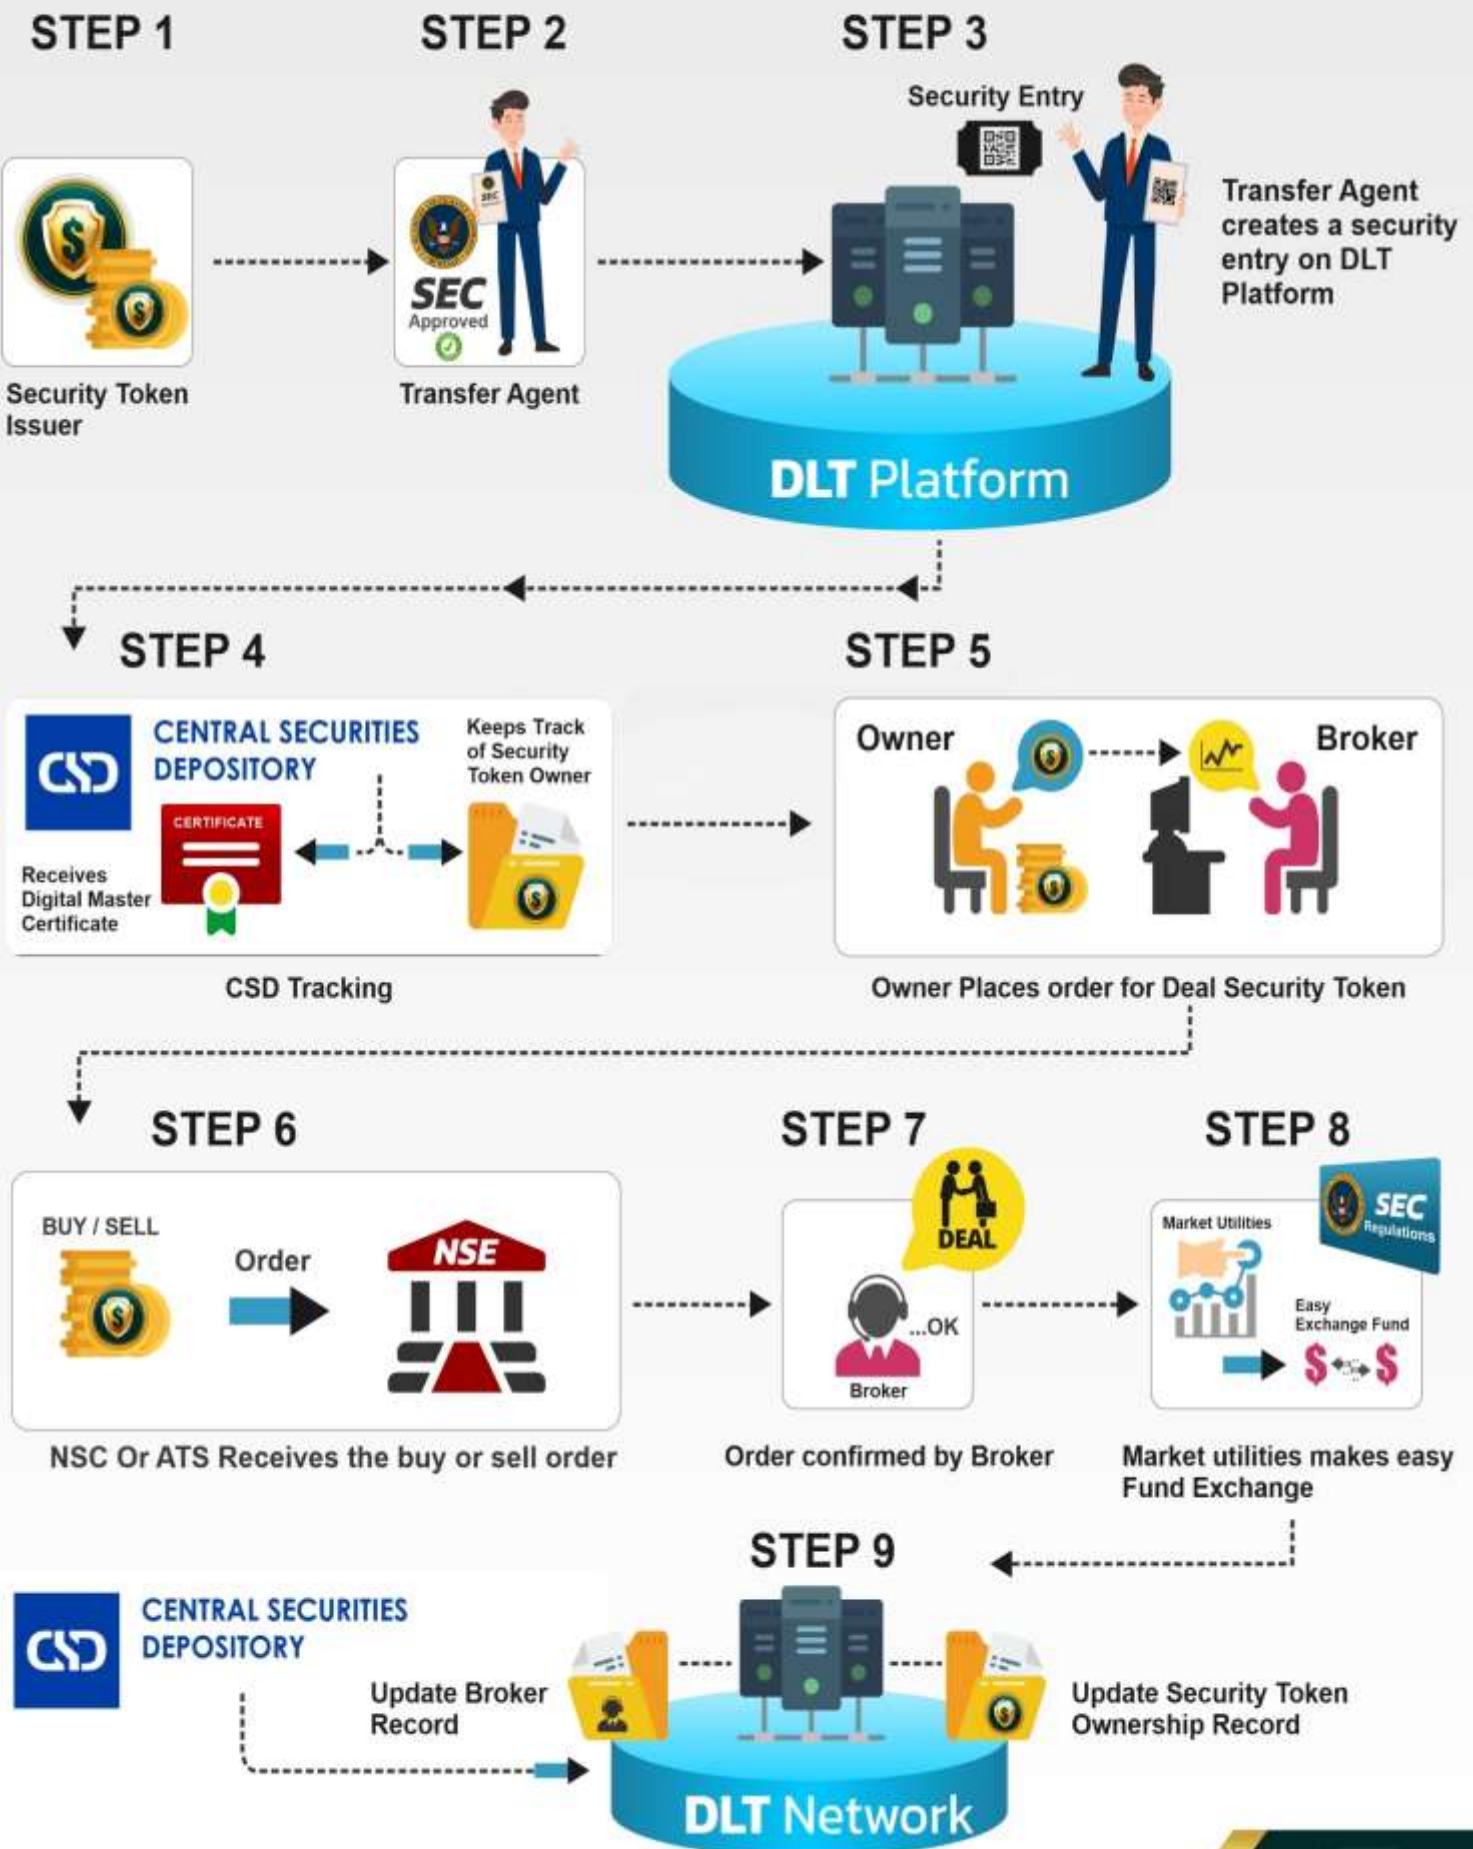 STEP 1
STEP 2
STEP 3
Security Entry
SEC
SEC
Approved
Transfer Agent
creates a security
entry on DLT
Platform
Security Token
Issuer
Transfer Agent
DLT Platform
STEP 4
STEP 5
CSD
CENTRAL SECURITIES
DEPOSITORY
Keeps Track
of Security
Token Owner
CERTIFICATE
Receives
Digital Master
Certificate
Owner
Broker
CSD Tracking
Owner Places order for Deal Security Token
STEP 6
STEP 7
STEP 8
BUY / SELL
Order
NSE
DEAL
...OK
Broker
Market Utilities
SEC
Regulations
Easy
Exchange Fund
NSC Or ATS Receives the buy or sell order
Order confirmed by Broker
Market utilities makes easy
Fund Exchange
STEP 9
CSD
CENTRAL SECURITIES
DEPOSITORY
Update Broker
Record
Update Security Token
Ownership Record
DLT Network